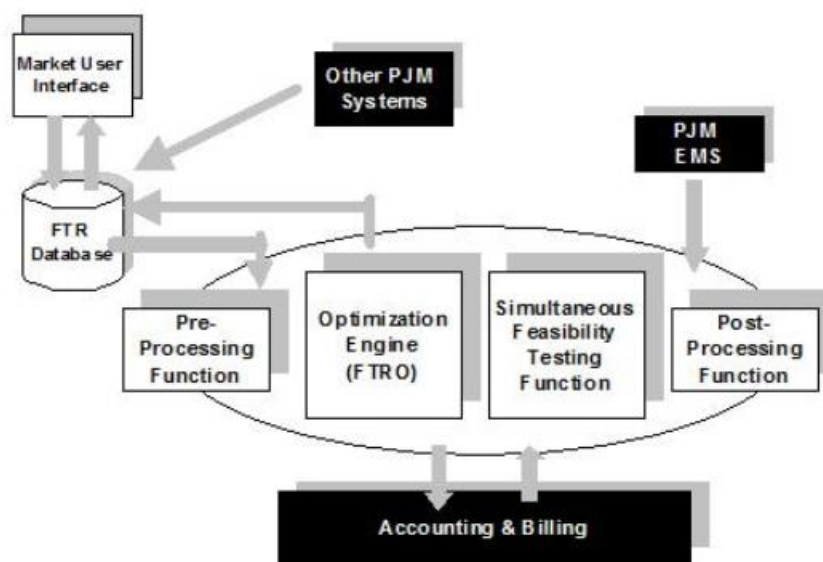 Market User
Interface
Other PJM
Systems
PJM
EMS
FTR
Database
Pre-
Processing
Function
Optimization
Engine
(FTRO)
Simultaneous
Feasibility
Testing
Function
Post-
Processing
Function
Accounting & Billing